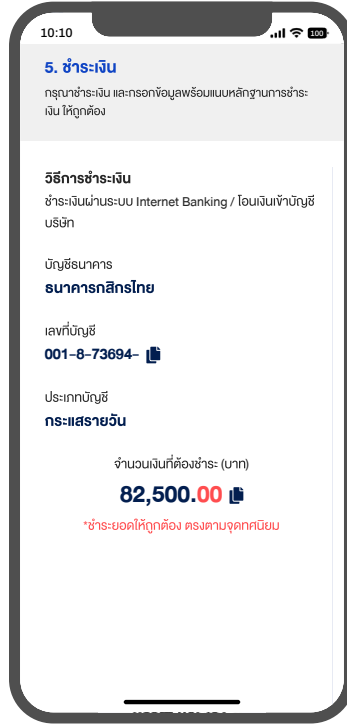 10:10
100
5. ชำระเงิน
กรุณาชำระเงิน และกรอกข้อมูลพร้อมแนบหลักฐานการชำระ
เงิน ให้ถูกต้อง
วิธีการชำระเงิน
ชำระเงินผ่านระบบ Internet Banking / โอนเงินเข้าบัญชี
บริษัท
บัญชีธนาคาร
ธนาคารกสิกรไทย
เลขที่บัญชี
001-8-73694-
ประเภทบัญชี
กระแสรายวัน
จำนวนเงินที่ต้องชำระ (บาท)
82,500.00
*ชำระยอดให้ถูกต้อง ตรงตามจุดทศนิยม